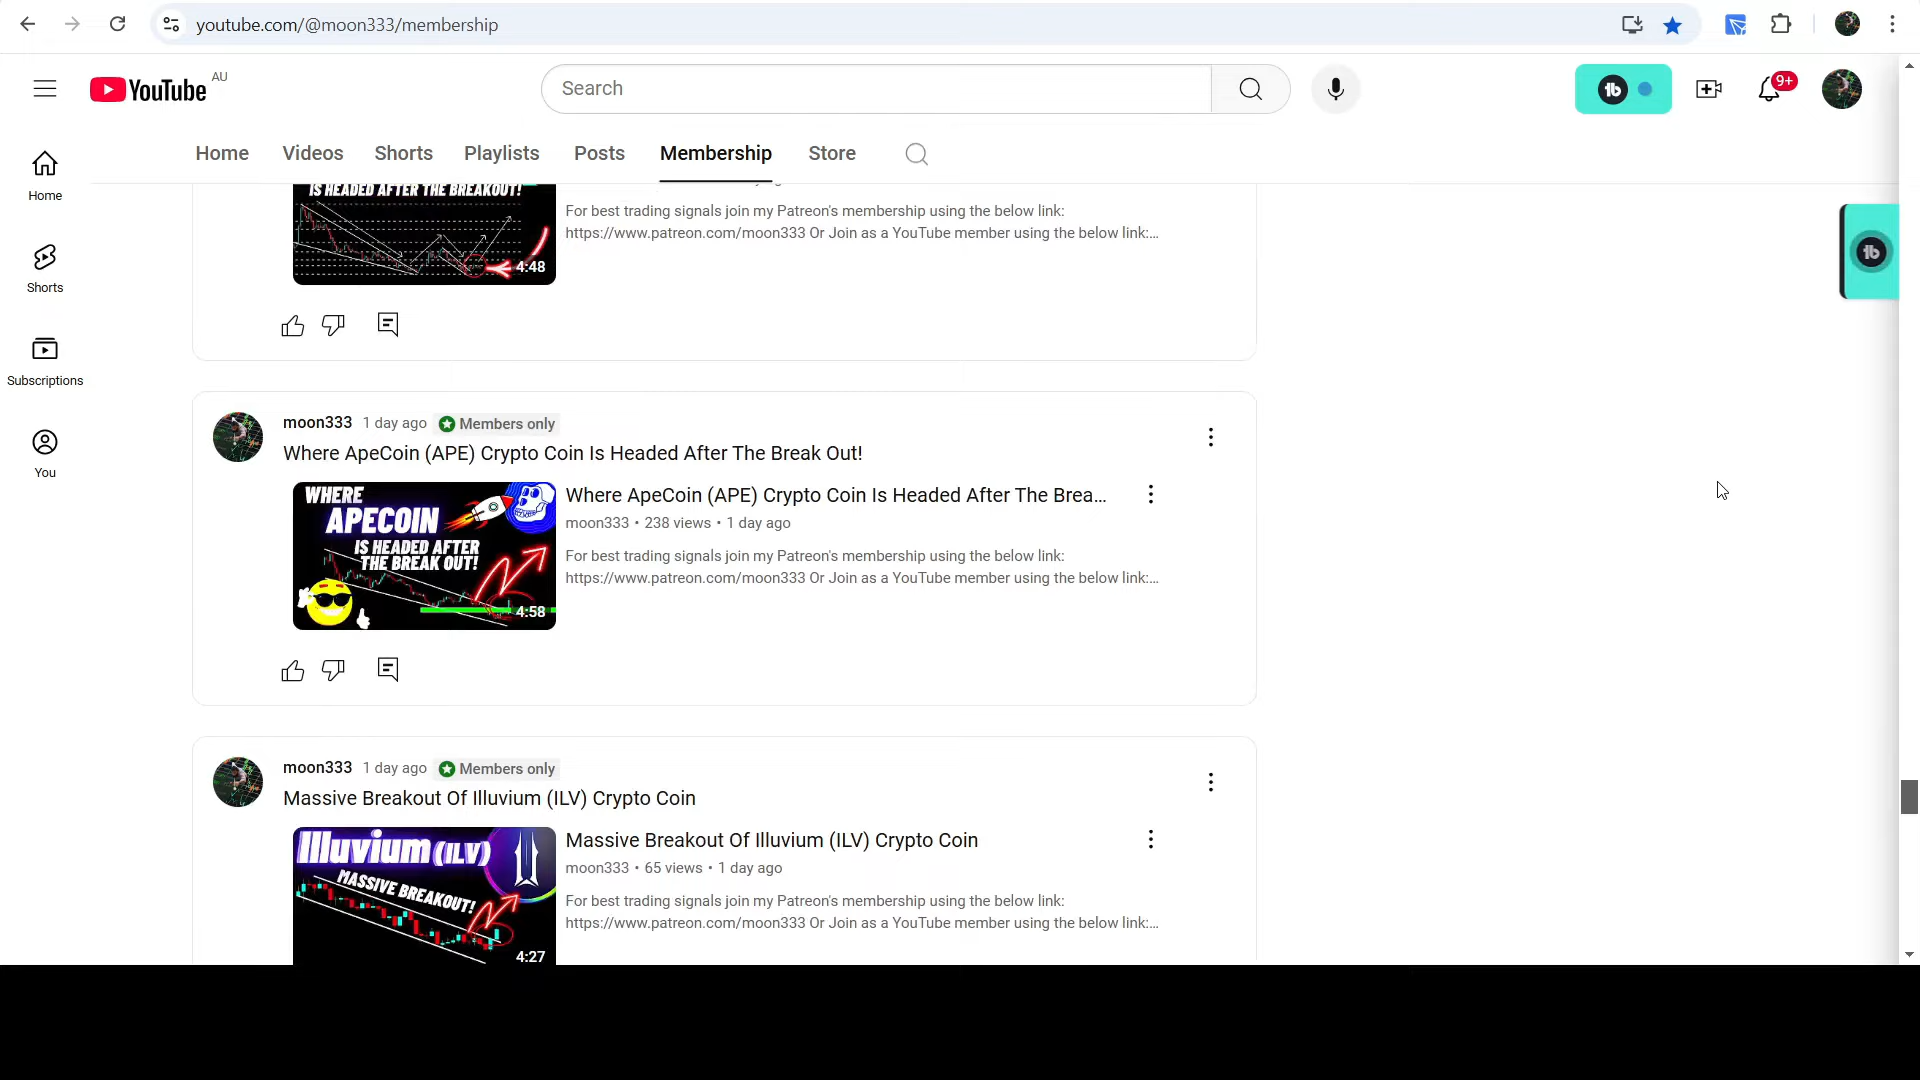 youtube.com/@moon333/membership
YouTube AU
Search
9+
Home
Videos
Shorts
Playlists
Posts
Membership
Store
Home
Shorts
Subscriptions
You
IS HEADED AFTER THE BREAKOUT!
4:48
For best trading signals join my Patreon's membership using the below link:
https://www.patreon.com/moon333 Or Join as a YouTube member using the below link:...
moon333 1 day ago Members only
Where ApeCoin (APE) Crypto Coin Is Headed After The Break Out!
WHERE
APECOIN
IS HEADED AFTER
THE BREAK OUT!
4:58
Where ApeCoin (APE) Crypto Coin Is Headed After The Brea...
moon333 • 238 views • 1 day ago
For best trading signals join my Patreon's membership using the below link:
https://www.patreon.com/moon333 Or Join as a YouTube member using the below link:...
moon333 1 day ago Members only
Massive Breakout Of Illuvium (ILV) Crypto Coin
Illuvium (ILV)
MASSIVE BREAKOUT!
4:27
Massive Breakout Of Illuvium (ILV) Crypto Coin
moon333 • 65 views • 1 day ago
For best trading signals join my Patreon's membership using the below link:
https://www.patreon.com/moon333 Or Join as a YouTube member using the below link:...